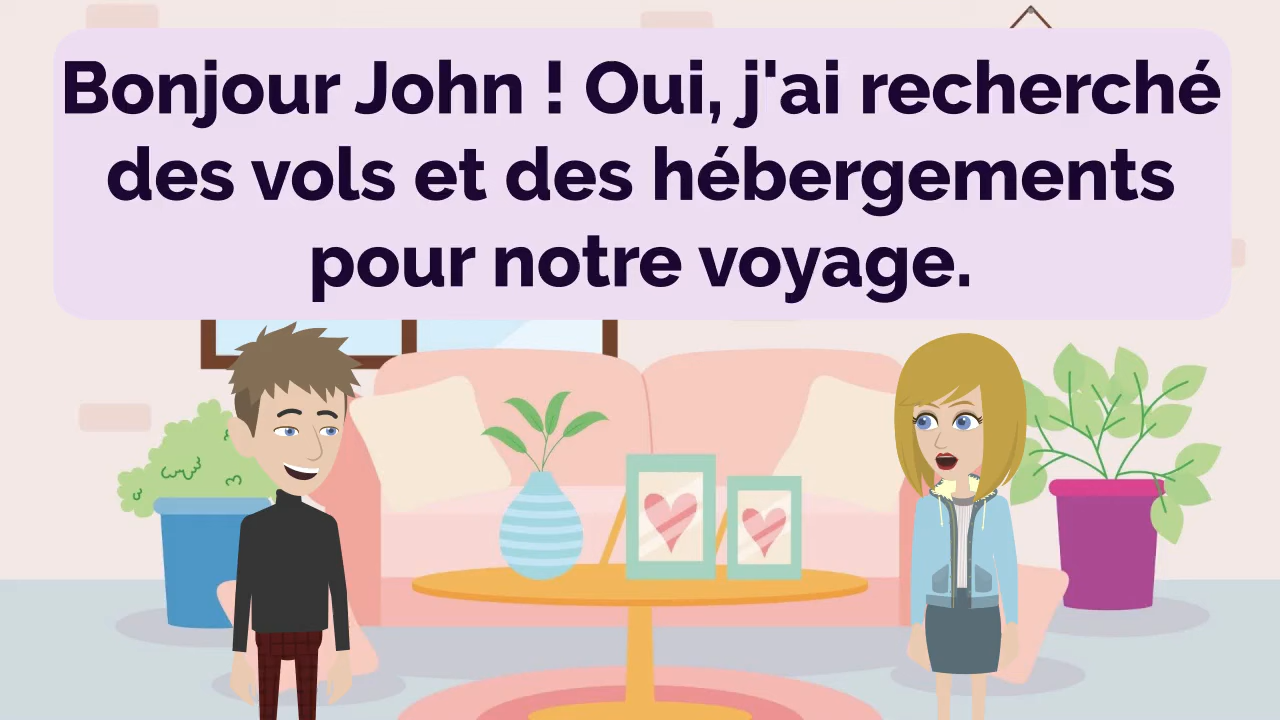 Bonjour John ! Oui, j'ai recherché
des vols et des hébergements
pour notre voyage.